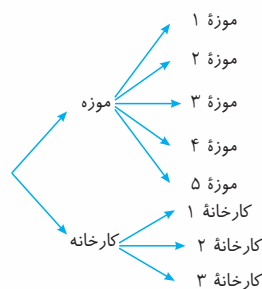 موزهٔ ۱
موزهٔ ۲
موزه
موزهٔ ۳
موزهٔ ۴
موزهٔ ۵
کارخانهٔ ۱
کارخانه
کارخانهٔ ۲
کارخانهٔ ۳